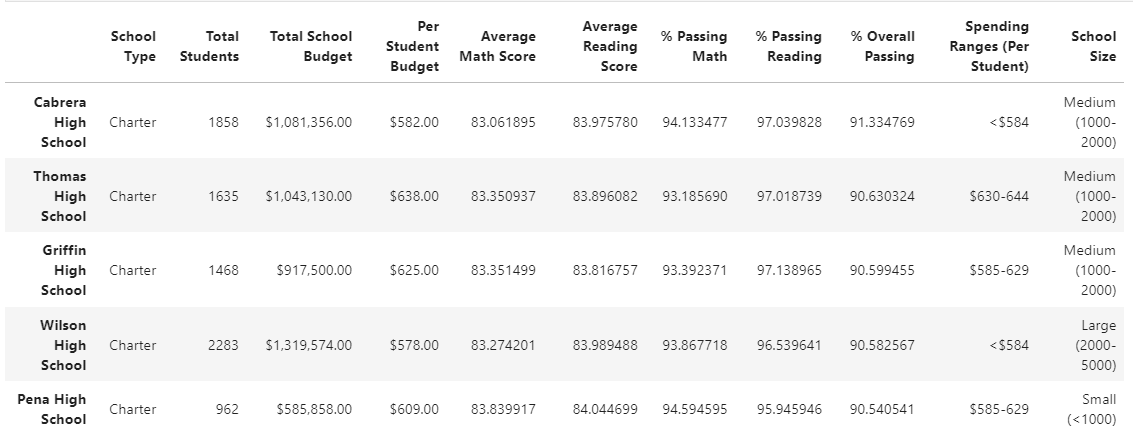 School Type Total Students Total School Budget Per Student Budget Average Math Score Average Reading Score % Passing Math % Passing Reading % Overall Passing Spending Ranges (Per Student) School Size
Cabrera High School Charter 1858 $1,081,356.00 $582.00 83.061895 83.975780 94.133477 97.039828 91.334769 <$584 Medium (1000-2000)
Thomas High School Charter 1635 $1,043,130.00 $638.00 83.350937 83.896082 93.185690 97.018739 90.630324 $630-644 Medium (1000-2000)
Griffin High School Charter 1468 $917,500.00 $625.00 83.351499 83.816757 93.392371 97.138965 90.599455 $585-629 Medium (1000-2000)
Wilson High School Charter 2283 $1,319,574.00 $578.00 83.274201 83.989488 93.867718 96.539641 90.582567 <$584 Large (2000-5000)
Pena High School Charter 962 $585,858.00 $609.00 83.839917 84.044699 94.594595 95.945946 90.540541 $585-629 Small (<1000)